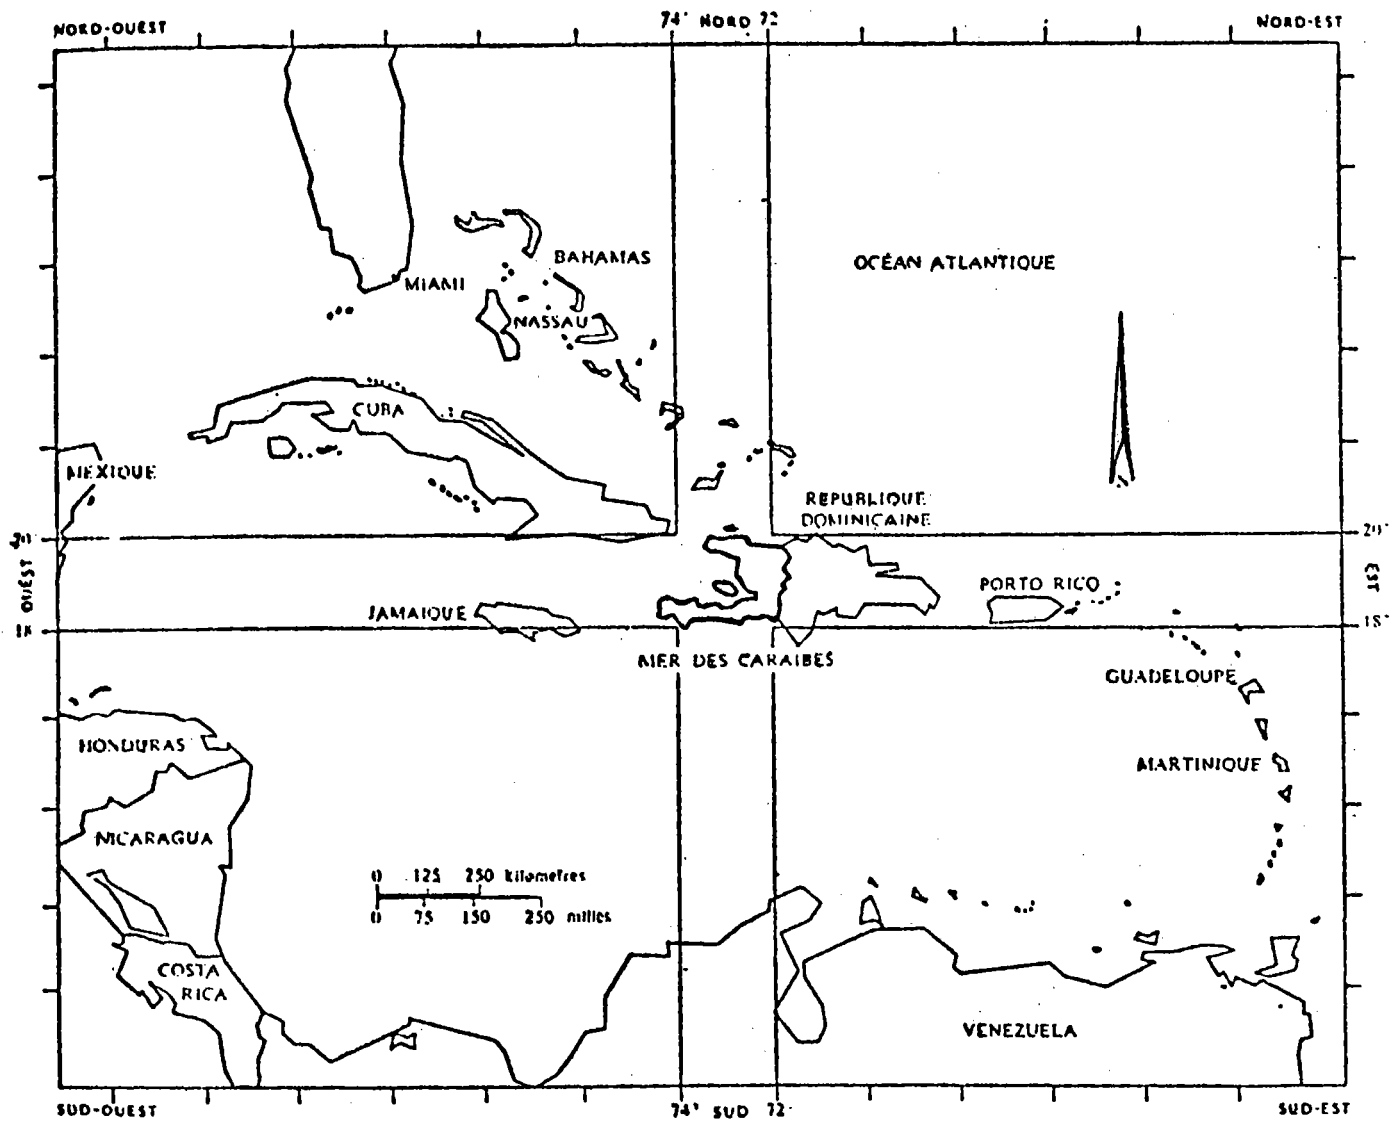 NORD-OUEST
74° NORD 72
NORD-EST
BAHAMAS
OCÉAN ATLANTIQUE
MIAMI
NASSAU
CUBA
MEXIQUE
REPUBLIQUE
DOMINICAINE
20°
OUEST
EST
PORTO RICO
JAMAIQUE
18
18°
MER DES CARAIBES
GUADELOUPE
HONDURAS
MARTINIQUE
NICARAGUA
0 125 250 kilometres
0 75 150 250 milles
COSTA
RICA
VENEZUELA
SUD-OUEST
74° SUD 72
SUD-EST